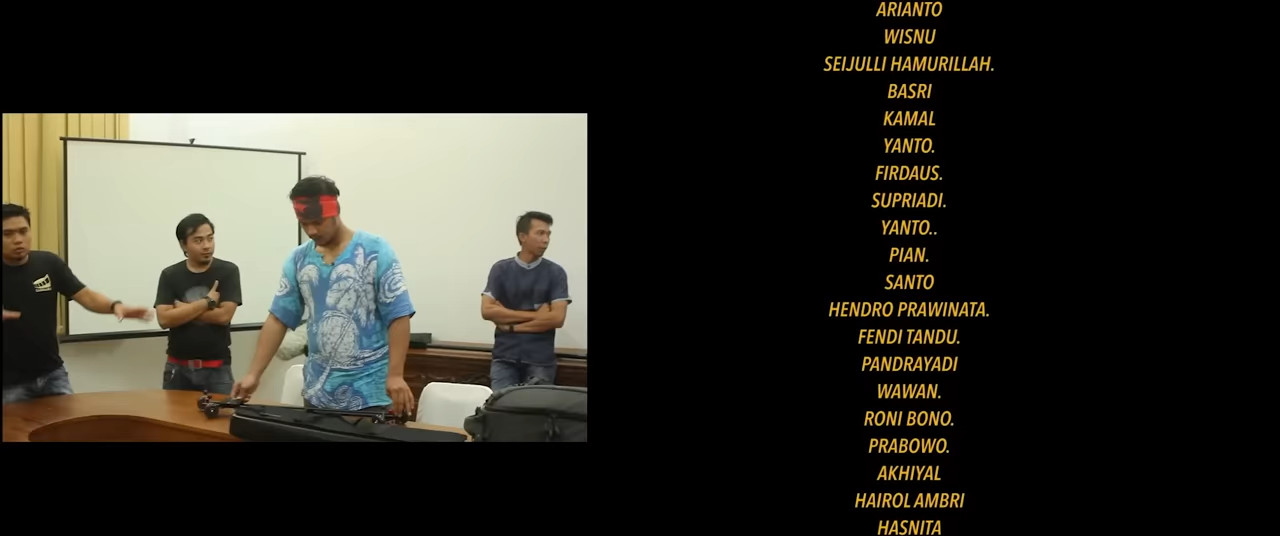 ARIANTO
WISNU
SEIJULLI HAMURILLAH.
BASRI
KAMAL
YANTO.
FIRDAUS.
SUPRIADI.
YANTO..
PIAN.
SANTO
HENDRO PRAWINATA.
FENDI TANDU.
PANDRAYADI
WAWAN.
RONI BONO.
PRABOWO.
AKHIYAL
HAIROL AMBRI
HASNITA